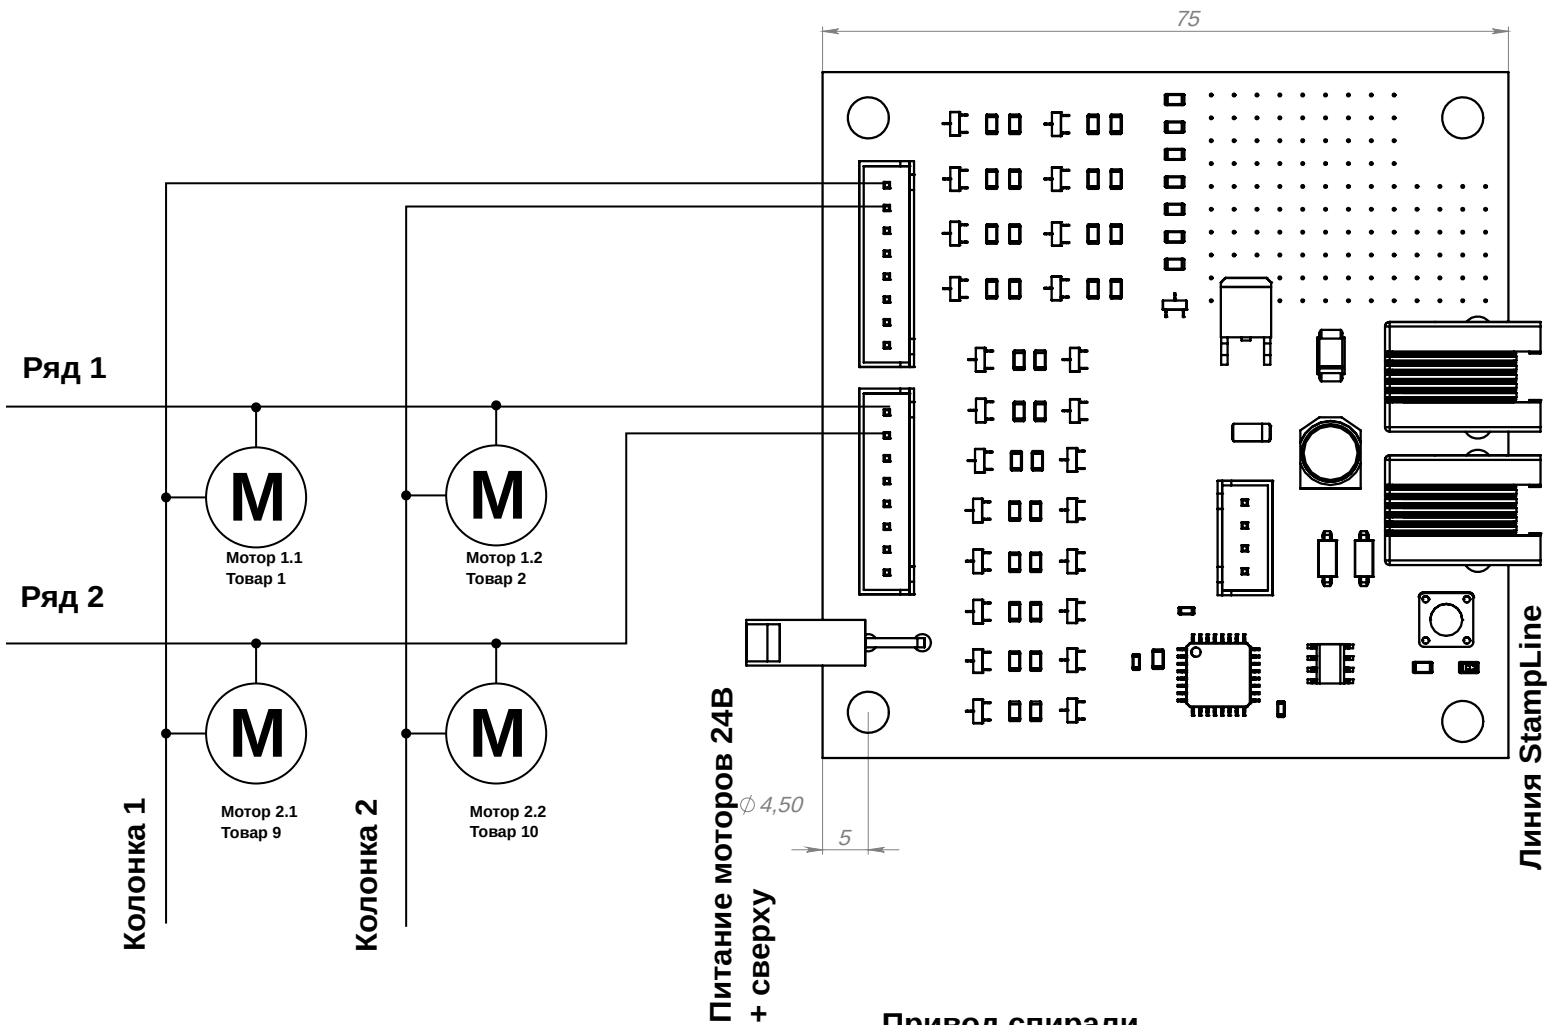 75
Ряд 1
М
Мотор 1.1
Товар 1
М
Мотор 1.2
Товар 2
Ряд 2
М
Мотор 2.1
Товар 9
М
Мотор 2.2
Товар 10
Колонка 1
Колонка 2
Питание моторов 24В
+ сверху
∅ 4,50
5
Линия StampLine
Привод спирали